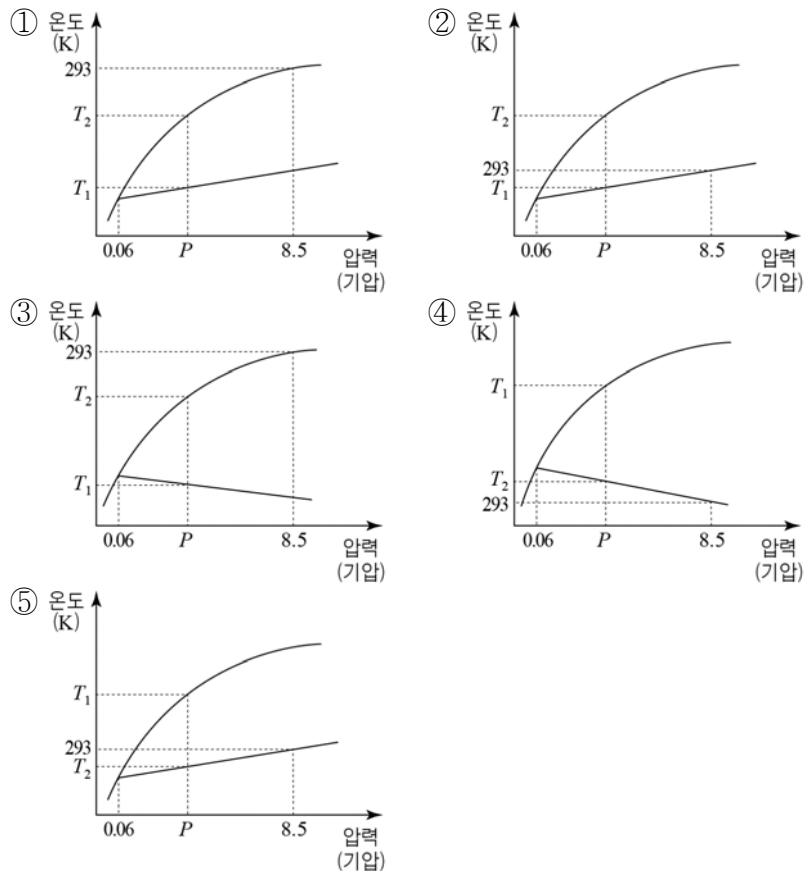 ① 온도
(K)
293
T₂
T₁
0.06 P 8.5 압력
(기압)
② 온도
(K)
T₂
293
T₁
0.06 P 8.5 압력
(기압)
③ 온도
(K)
293
T₂
T₁
0.06 P 8.5 압력
(기압)
④ 온도
(K)
T₁
T₂
293
0.06 P 8.5 압력
(기압)
⑤ 온도
(K)
T₁
293
T₂
0.06 P 8.5 압력
(기압)